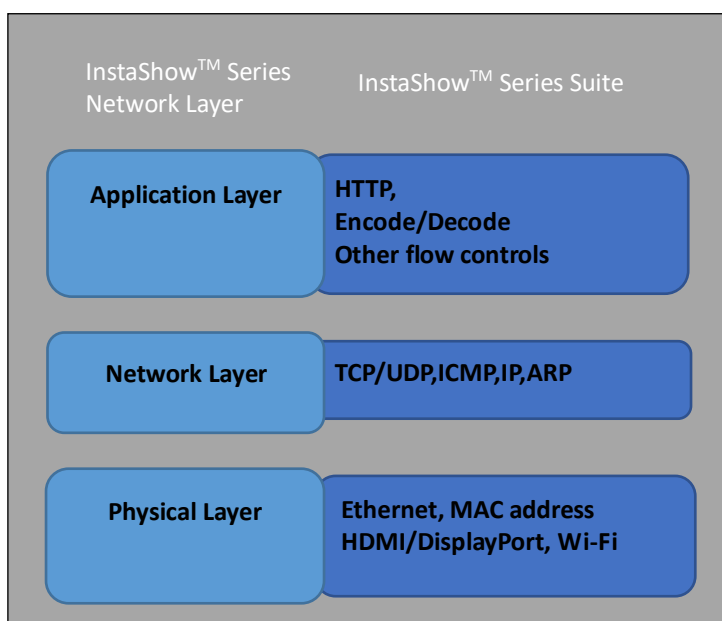 InstaShow™ Series
Network Layer
InstaShow™ Series Suite
Application Layer
HTTP,
Encode/Decode
Other flow controls
Network Layer
TCP/UDP,ICMP,IP,ARP
Physical Layer
Ethernet, MAC address
HDMI/DisplayPort, Wi-Fi